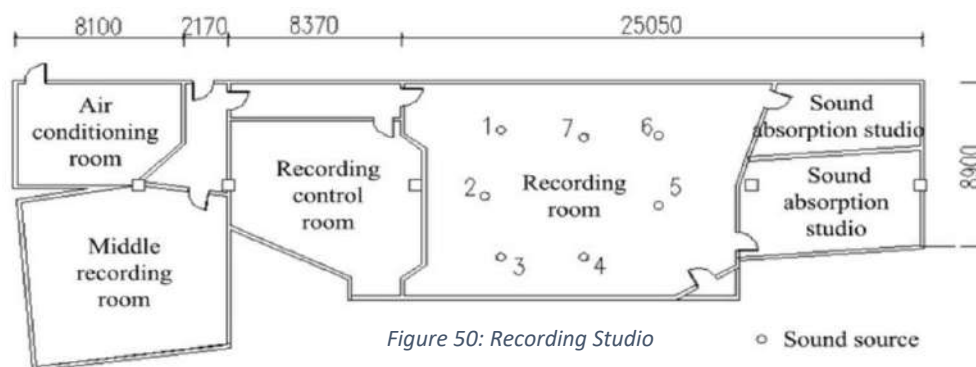 8100
2170
8370
25050
Air
conditioning
room
Sound
absorption studio
1
7
6
8900
Recording
control
room
2
Recording
room
5
Sound
absorption
studio
Middle
recording
room
3
4
Figure 50: Recording Studio
Sound source